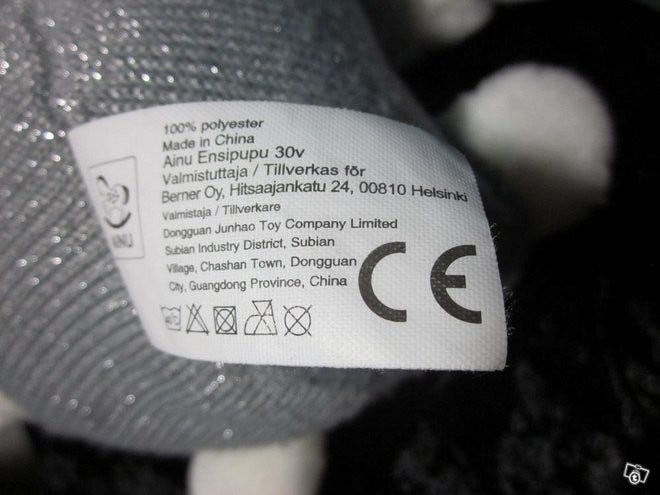 100% polyester
Made in China
Ainu Ensipupu 30v
Valmistuttaja / Tillverkas för
Berner Oy, Hitsaajankatu 24, 00810 Helsinki
Valmistaja / Tillverkare
Dongguan Junhao Toy Company Limited
Subian Industry District, Subian
Village, Chashan Town, Dongguan
City, Guangdong Province, China
CE
AINU